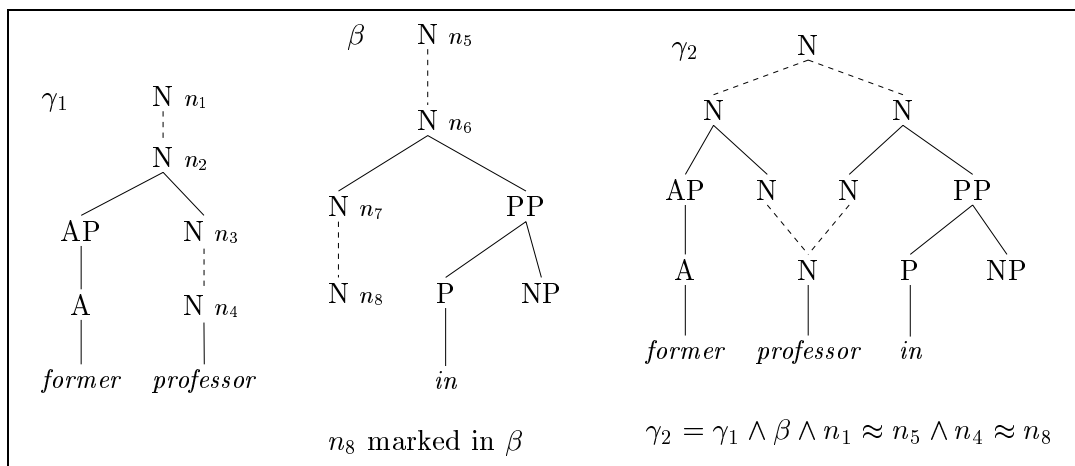 γ₁
N n₁
N n₂
AP N n₃
A N n₄
former professor
β N n₅
N n₆
N n₇ PP
N n₈ P NP
in
n₈ marked in β
γ₂ N
N N
AP N N PP
A N P NP
former professor in
γ₂ = γ₁ ∧ β ∧ n₁ ≈ n₅ ∧ n₄ ≈ n₈